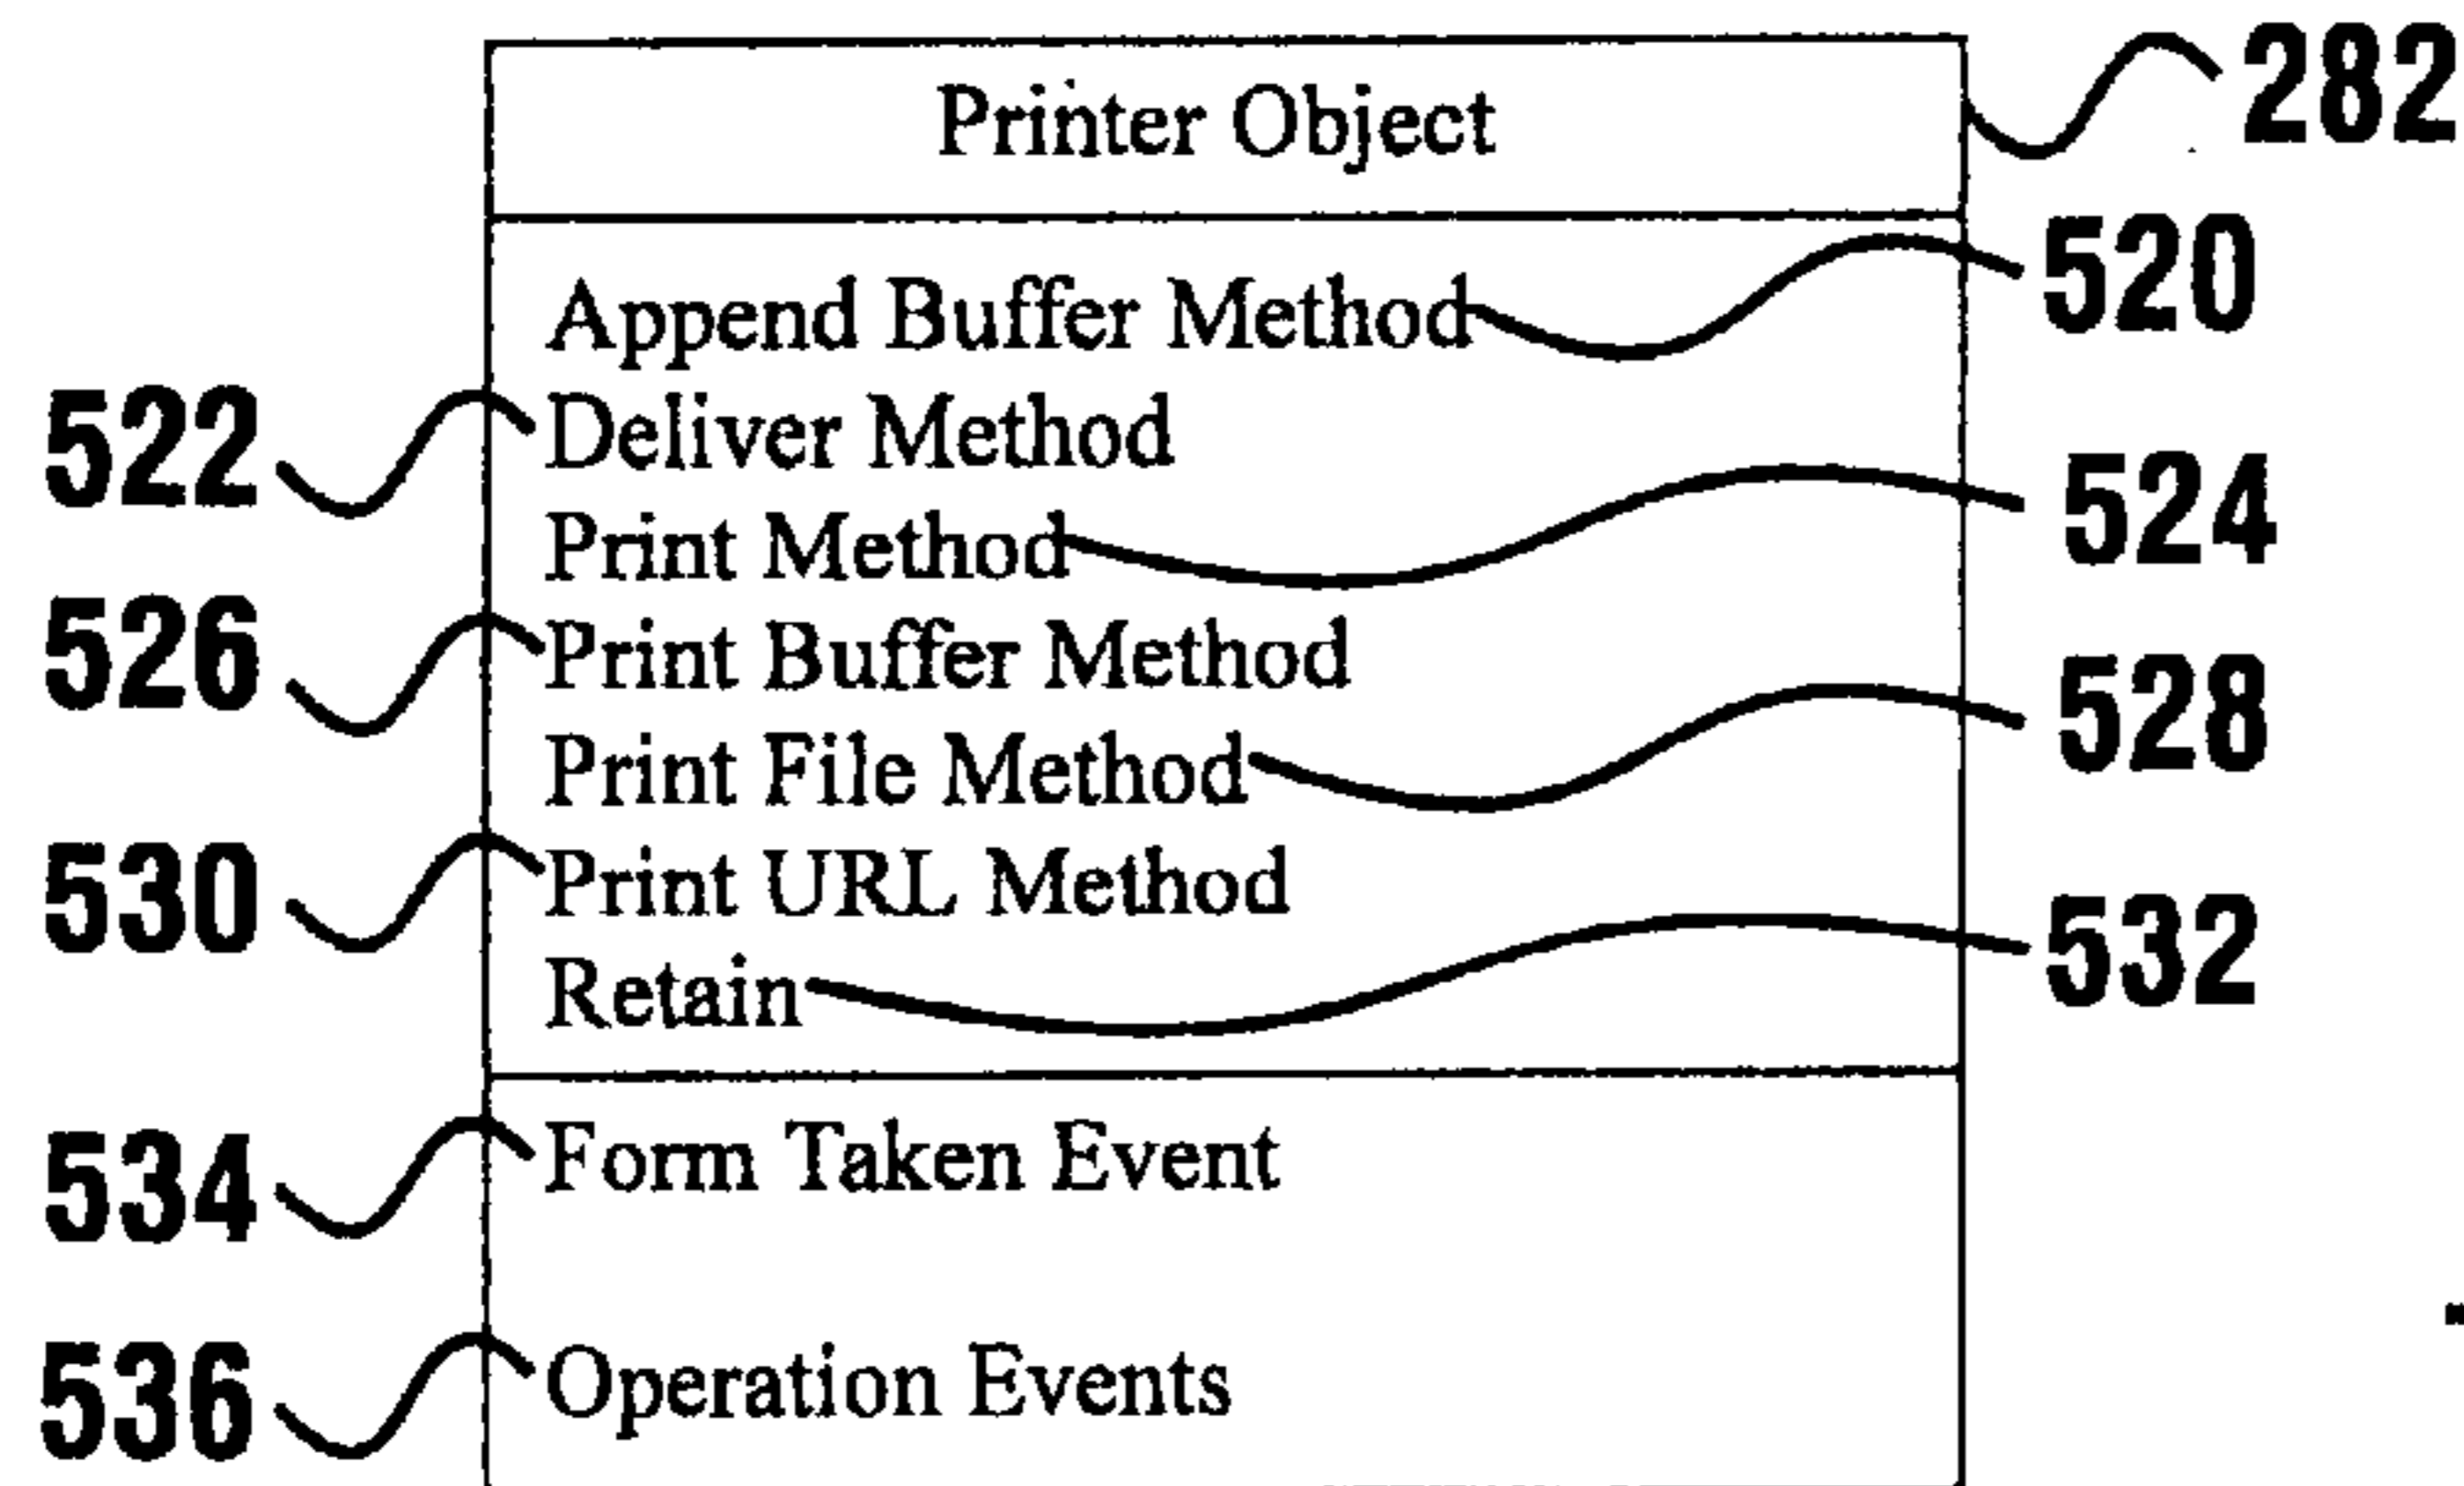 Printer Object 282
Append Buffer Method 520
522 Deliver Method
Print Method 524
526 Print Buffer Method
Print File Method 528
530 Print URL Method
Retain 532
534 Form Taken Event
536 Operation Events